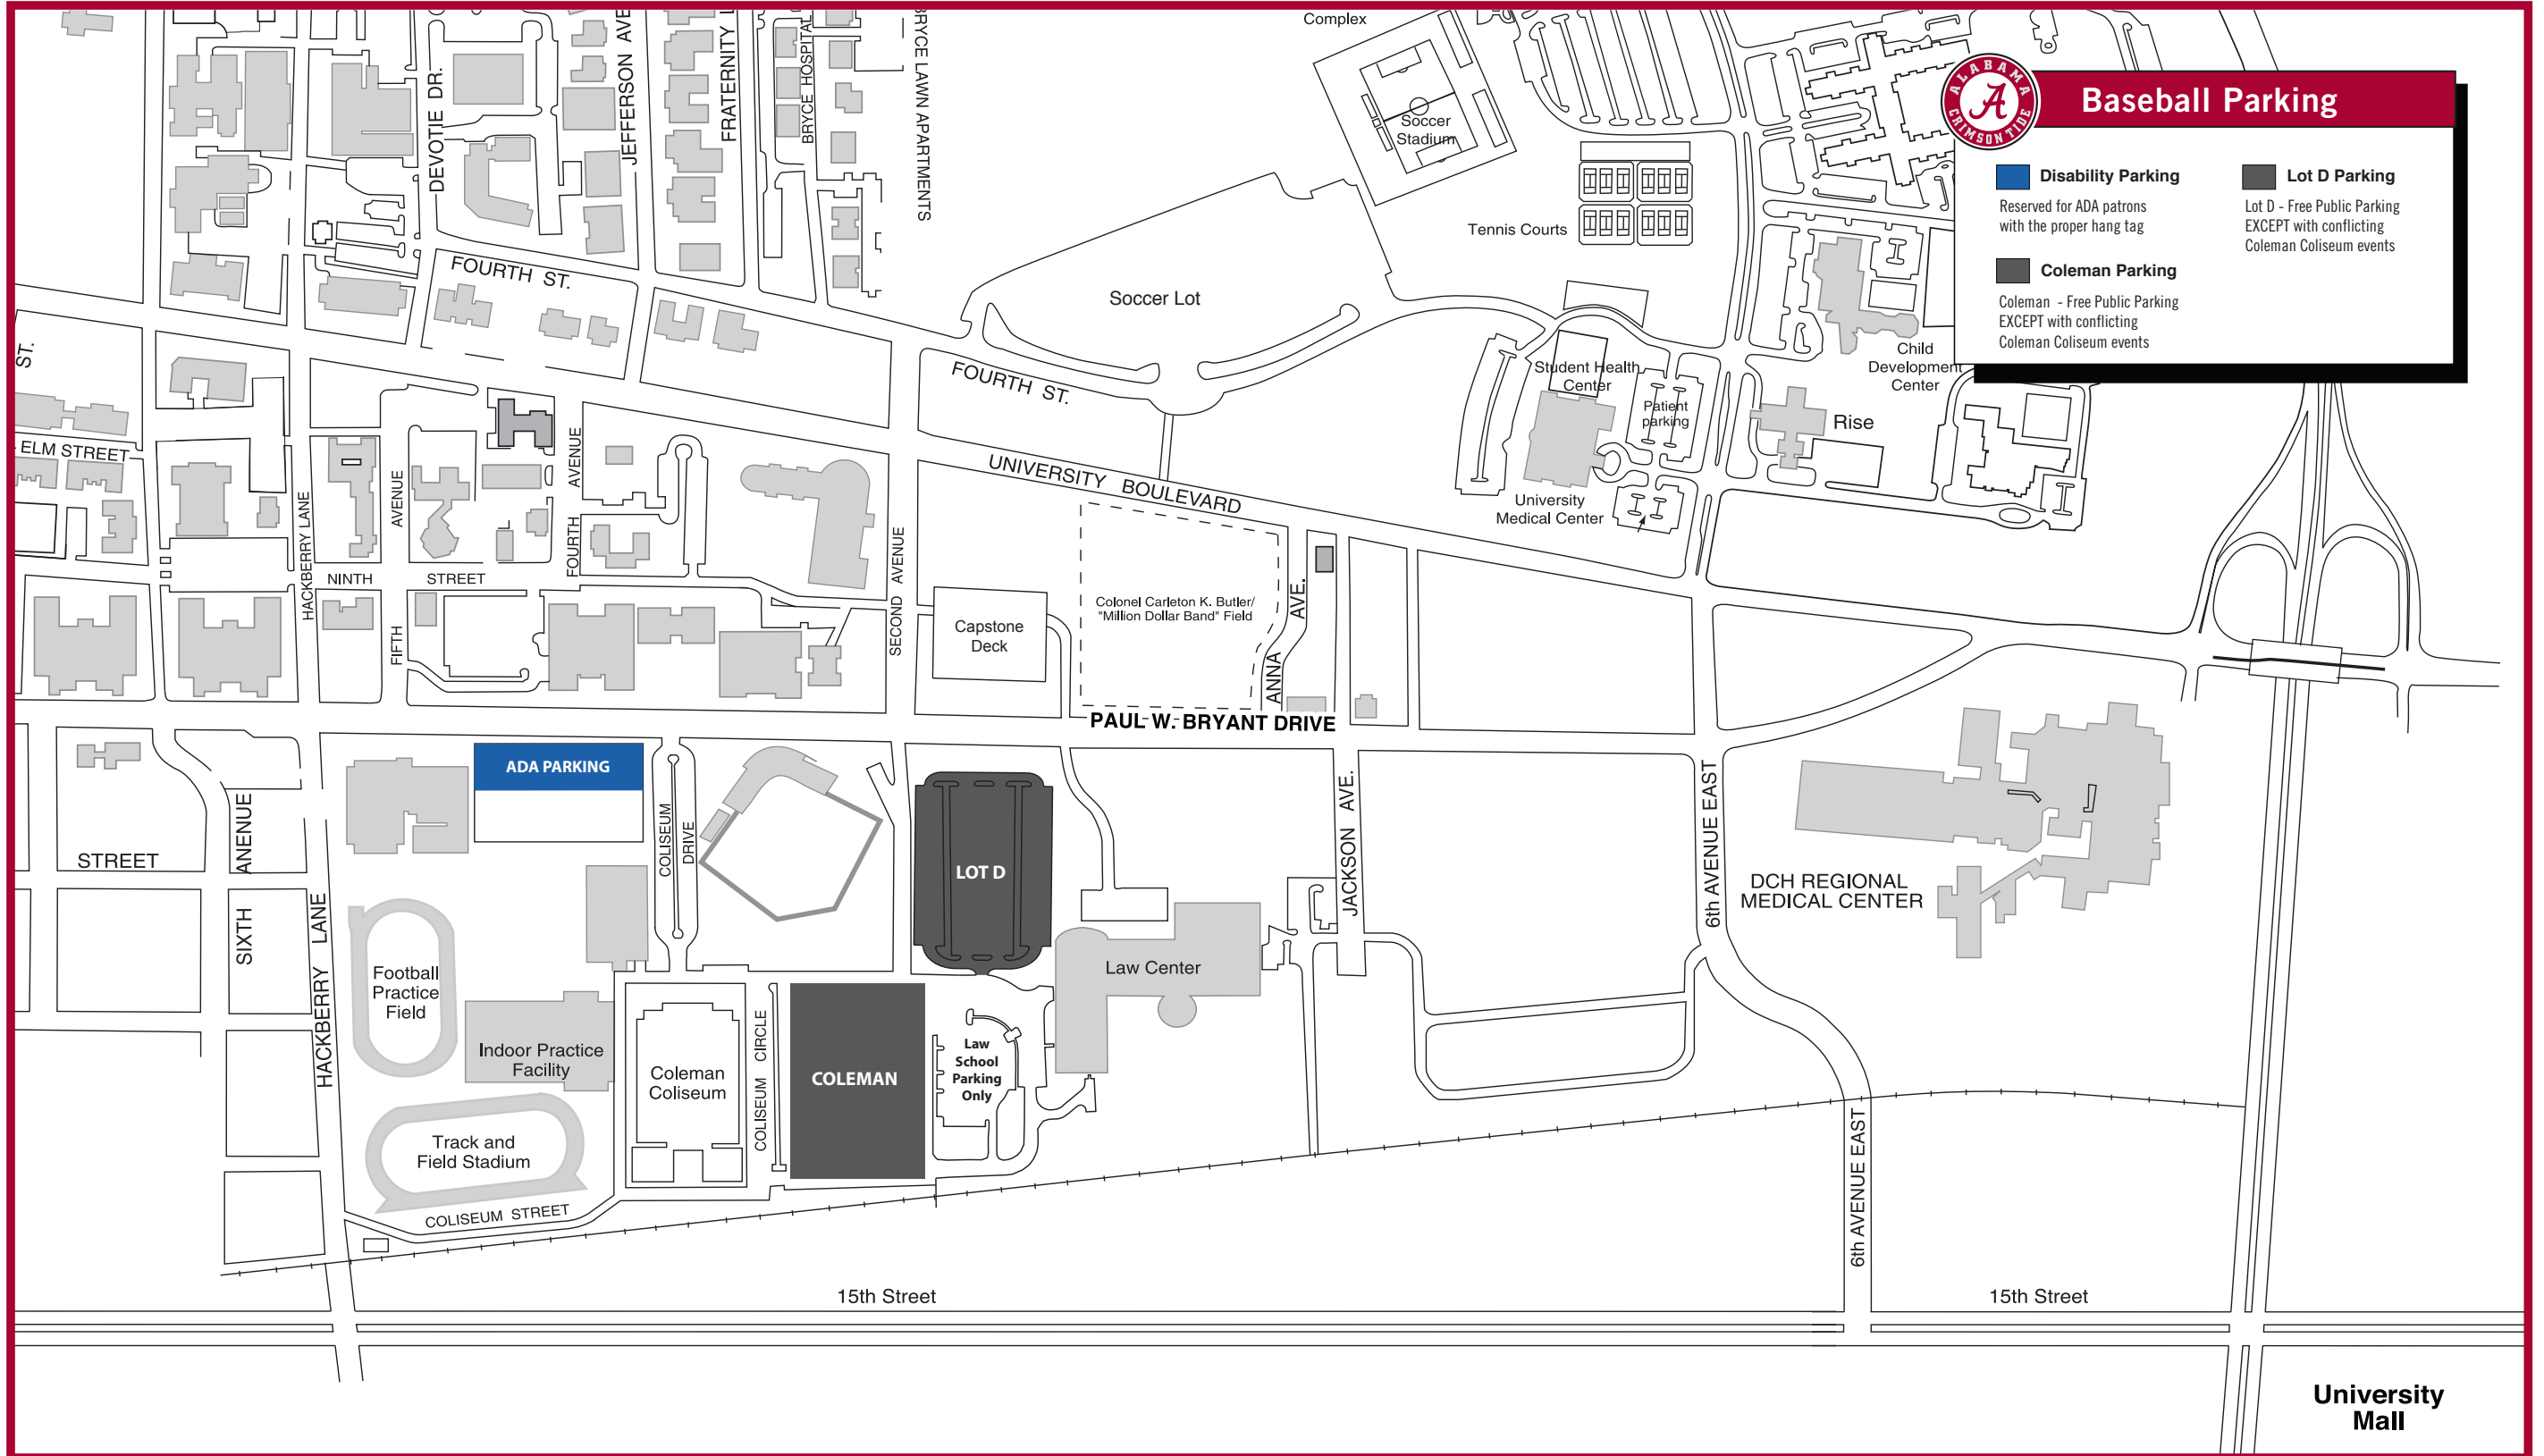 Complex
BRYCE HOSPITAL
BRYCE LAWN APARTMENTS
DEVOTIE DR.
JEFFERSON AVE
FRATERNITY
Soccer
Stadium
ALABAMA
A
CRIMSON TIDE
Baseball Parking
Disability Parking
Reserved for ADA patrons
with the proper hang tag
Lot D Parking
Lot D - Free Public Parking
EXCEPT with conflicting
Coleman Coliseum events
Coleman Parking
Coleman - Free Public Parking
EXCEPT with conflicting
Coleman Coliseum events
Tennis Courts
FOURTH ST.
Soccer Lot
ST.
FOURTH ST.
Student Health
Center
Patient
parking
Child
Development
Center
Rise
ELM STREET
HACKBERRY LANE
AVENUE
FIFTH
AVENUE
FOURTH
UNIVERSITY BOULEVARD
University
Medical Center
NINTH
STREET
SECOND AVENUE
Capstone
Deck
Colonel Carleton K. Butler/
"Million Dollar Band" Field
ANNA AVE.
PAUL W. BRYANT DRIVE
ADA PARKING
COLISEUM
DRIVE
STREET
SIXTH ANENUE
HACKBERRY LANE
LOT D
JACKSON AVE.
6th AVENUE EAST
DCH REGIONAL
MEDICAL CENTER
Football
Practice
Field
Law Center
Indoor Practice
Facility
Coleman
Coliseum
COLISEUM CIRCLE
COLEMAN
Law
School
Parking
Only
Track and
Field Stadium
COLISEUM STREET
6th AVENUE EAST
15th Street
15th Street
University
Mall